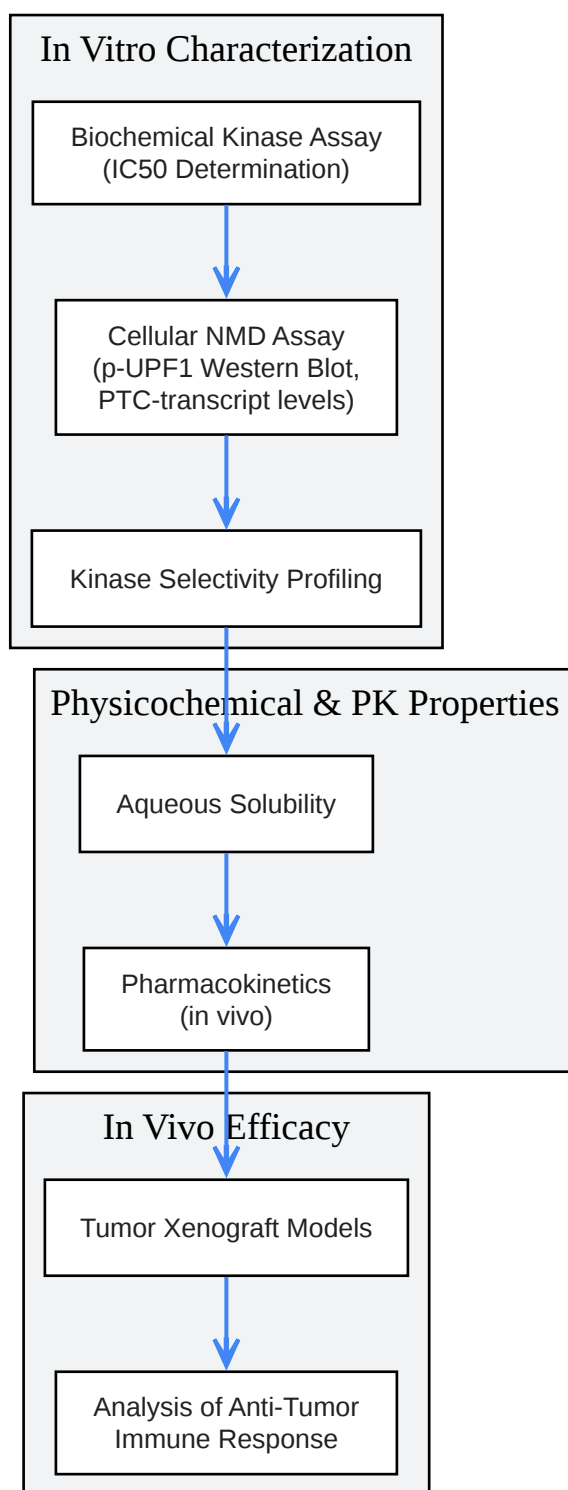 In Vitro Characterization
Biochemical Kinase Assay
(IC50 Determination)
Cellular NMD Assay
(p-UPF1 Western Blot,
PTC-transcript levels)
Kinase Selectivity Profiling
Physicochemical & PK Properties
Aqueous Solubility
Pharmacokinetics
(in vivo)
In Vivo Efficacy
Tumor Xenograft Models
Analysis of Anti-Tumor
Immune Response